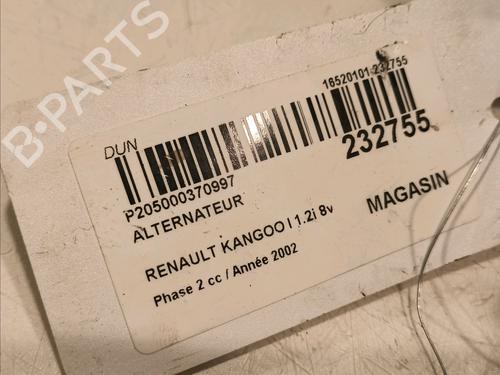 B-PARTS
DUN
18520101 232755
P205000370997
232755
ALTERNATEUR
RENAULT KANGOO I 1.2i 8v
MAGASIN
Phase 2 cc / Année 2002